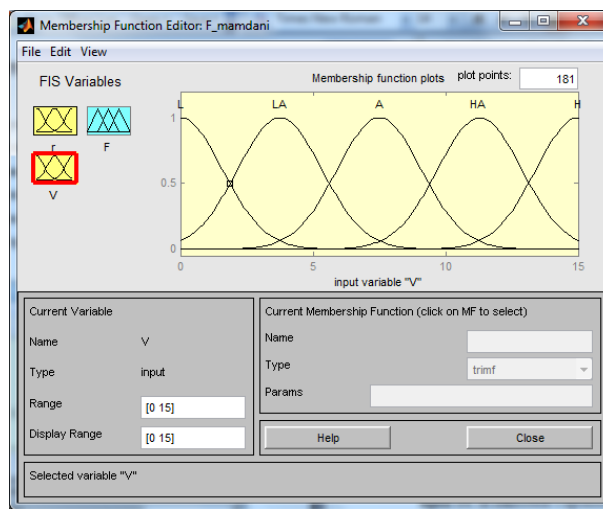 Membership Function Editor: F_mamdani
File Edit View
FIS Variables
Membership function plots
plot points:
181
r
F
V
L
LA
A
HA
H
1
0.5
0
0
5
10
15
input variable "V"
Current Variable
Name
V
Type
input
Range
[0 15]
Display Range
[0 15]
Current Membership Function (click on MF to select)
Name
Type
trimf
Params
Help
Close
Selected variable "V"